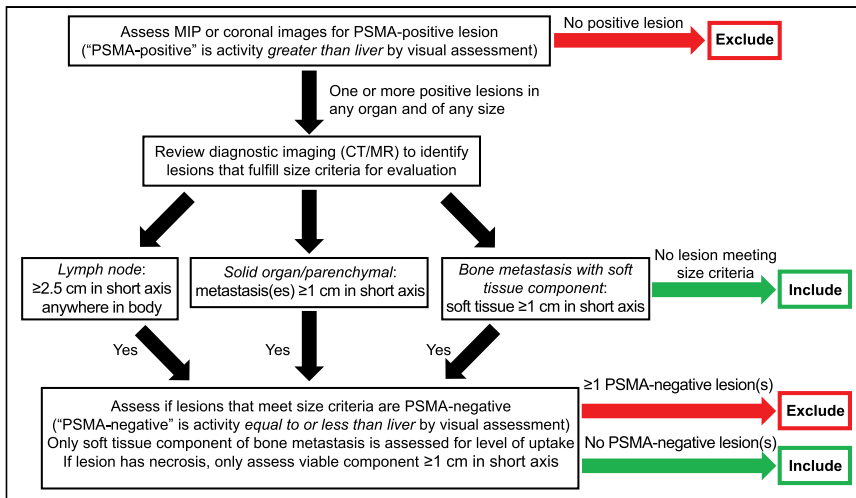 Assess MIP or coronal images for PSMA-positive lesion
(“PSMA-positive” is activity greater than liver by visual assessment)
No positive lesion
Exclude
One or more positive lesions in
any organ and of any size
Review diagnostic imaging (CT/MR) to identify
lesions that fulfill size criteria for evaluation
Lymph node:
≥2.5 cm in short axis
anywhere in body
Solid organ/parenchymal:
metastasis(es) ≥1 cm in short axis
Bone metastasis with soft
tissue component:
soft tissue ≥1 cm in short axis
No lesion meeting
size criteria
Include
Yes
Yes
Yes
Assess if lesions that meet size criteria are PSMA-negative
(“PSMA-negative” is activity equal to or less than liver by visual assessment)
Only soft tissue component of bone metastasis is assessed for level of uptake
If lesion has necrosis, only assess viable component ≥1 cm in short axis
≥1 PSMA-negative lesion(s)
Exclude
No PSMA-negative lesion(s)
Include